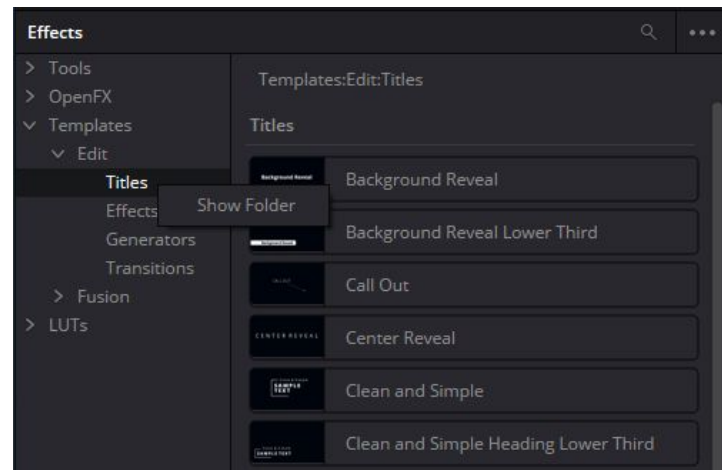 Effects
Tools
OpenFX
Templates
Edit
Titles
Effects
Generators
Transitions
Fusion
LUTs
Show Folder
Templates:Edit:Titles
Titles
Background Reveal
Background Reveal
Background Reveal Lower Third
Call Out
CENTER REVEAL
Center Reveal
SAMPLE
TEXT
Clean and Simple
SAMPLE TEXT
Clean and Simple Heading Lower Third